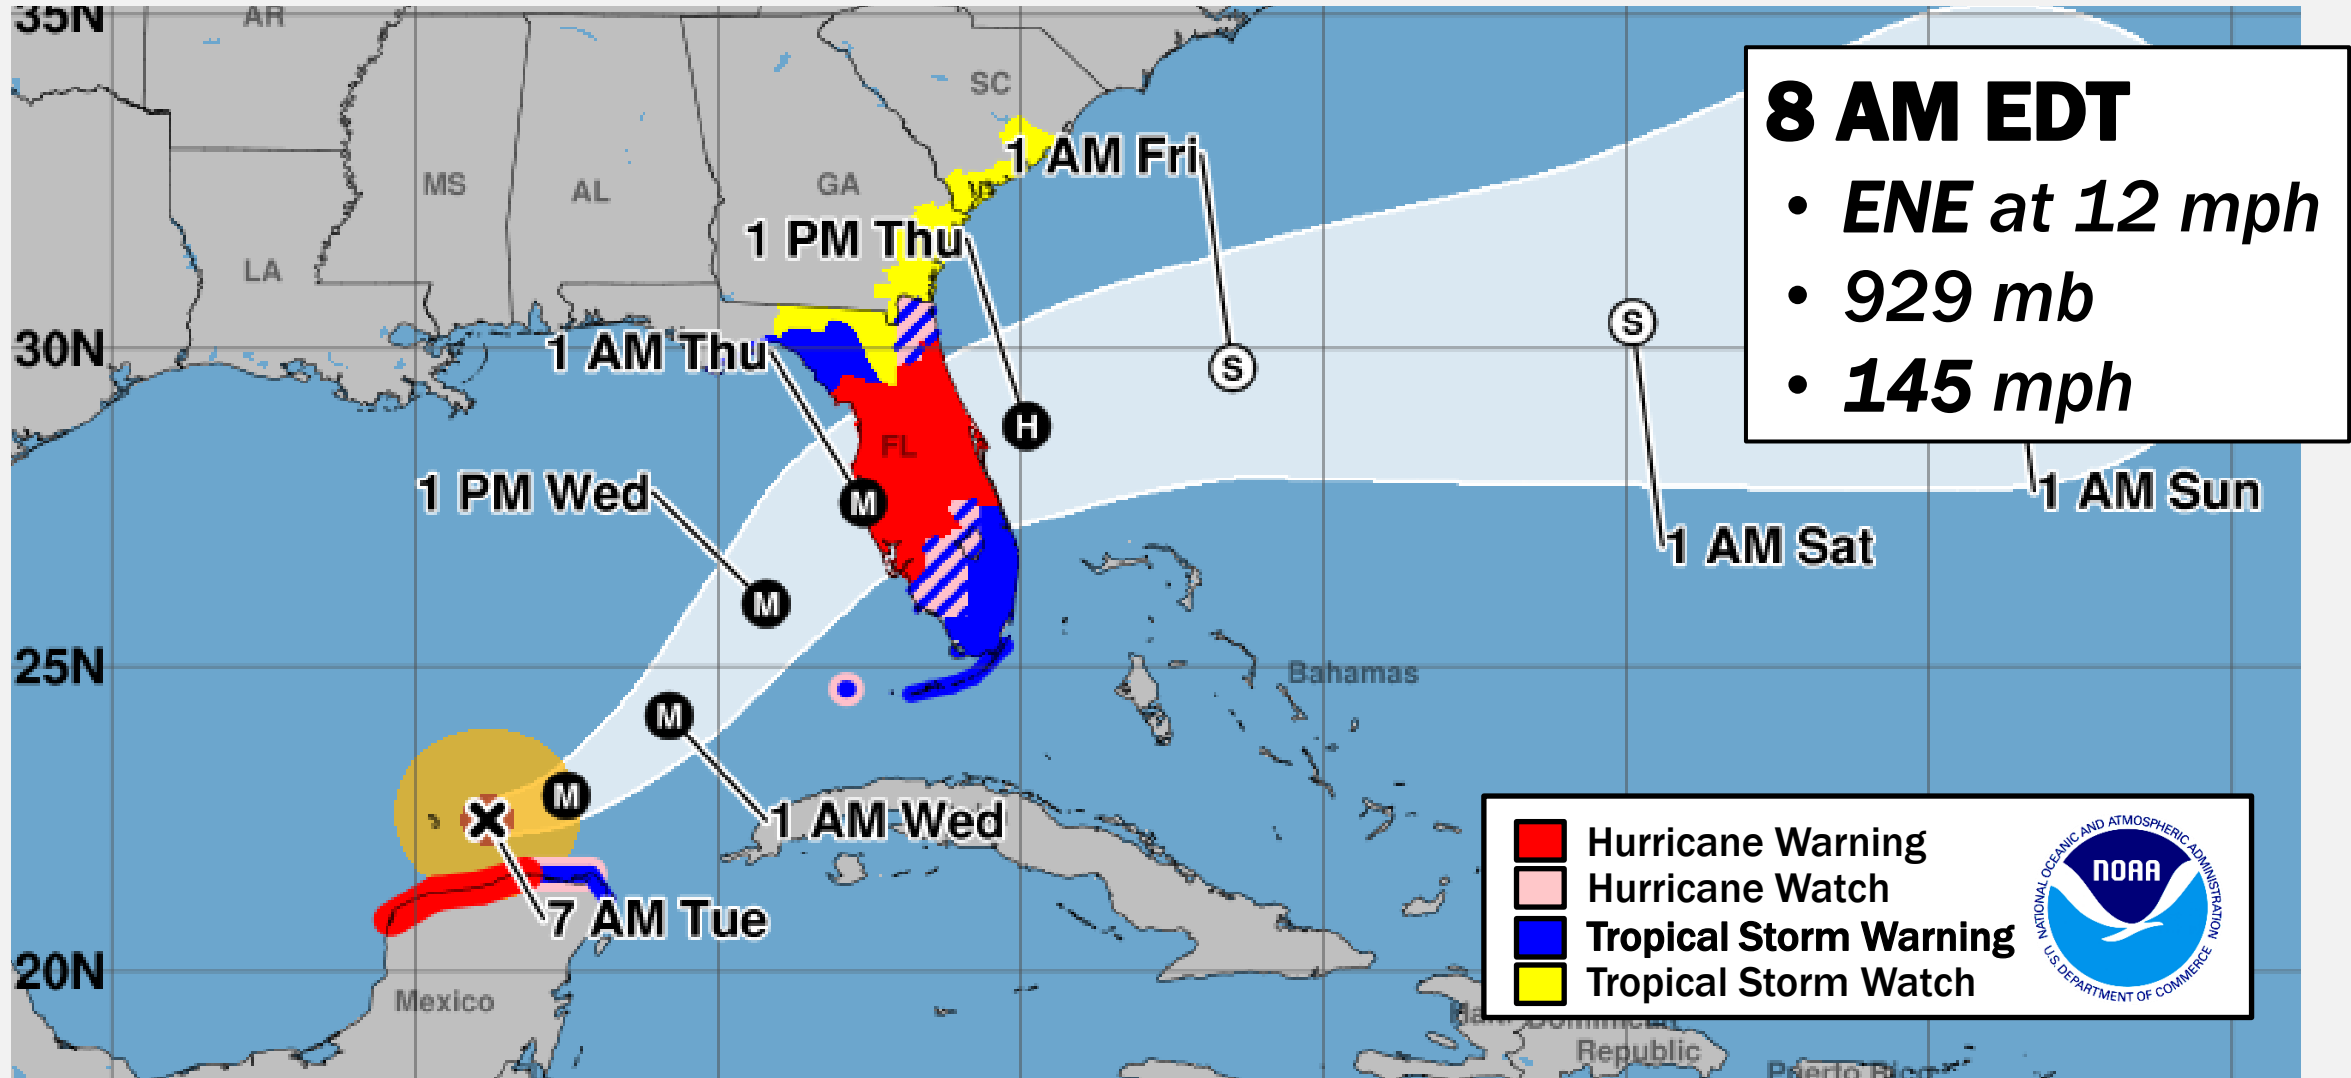 35N
AR
SC
MS
AL
GA
LA
30N
FL
25N
20N
Mexico
Bahamas
Dominican
Republic
Puerto Rico
1 AM Fri
1 PM Thu
1 AM Thu
1 PM Wed
1 AM Wed
7 AM Tue
1 AM Sat
1 AM Sun
M
M
M
M
H
S
S
8 AM EDT
• ENE at 12 mph
• 929 mb
• 145 mph
Hurricane Warning
Hurricane Watch
Tropical Storm Warning
Tropical Storm Watch
NATIONAL OCEANIC AND ATMOSPHERIC ADMINISTRATION
NOAA
U.S. DEPARTMENT OF COMMERCE